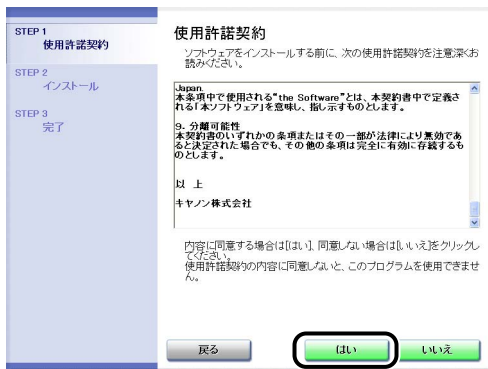 STEP 1
使用許諾契約
STEP 2
インストール
STEP 3
完了
使用許諾契約
ソフトウェアをインストールする前に、次の使用許諾契約を注意深くお
読みください。
Japan.
本条項中で使用される"the Software"とは、本契約書中で定義さ
れる「本ソフトウェア」を意味し、指し示すものとします。
9. 分離可能性
本契約書のいずれかの条項またはその一部が法律により無効であ
ると決定された場合でも、その他の条項は完全に有効に存続するも
のとします。
以 上
キヤノン株式会社
内容に同意する場合は[はい]、同意しない場合は[いいえ]をクリックし
てください。
使用許諾契約の内容に同意しないと、このプログラムを使用できませ
ん。
戻る
はい
いいえ